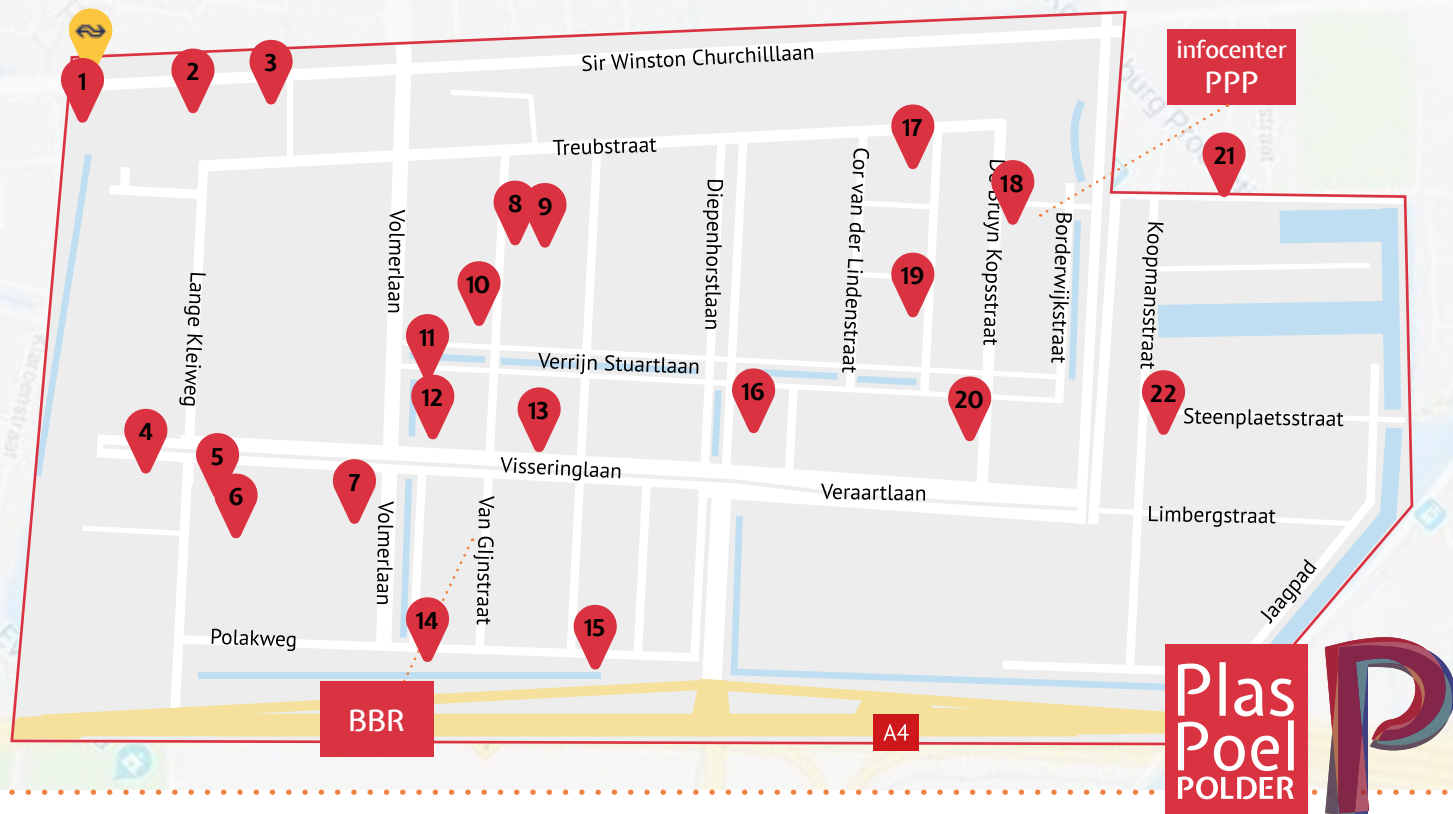 Sir Winston Churchilllaan
infocenter
PPP
1
2
3
Treubstraat
17
18
21
8
9
10
11
12
13
16
19
20
22
4
5
6
7
14
15
Lange Kleiweg
Volmerlaan
Diepenhorstlaan
Cor van der Lindenstraat
Bruyn Kopsstraat
Borderwijkstraat
Koopmansstraat
Verrijn Stuartlaan
Steenplaetsstraat
Visseringlaan
Veraartlaan
Limbergstraat
Volmerlaan
Van GIjnstraat
Jaagpad
Polakweg
BBR
A4
Plas
Poel
POLDER